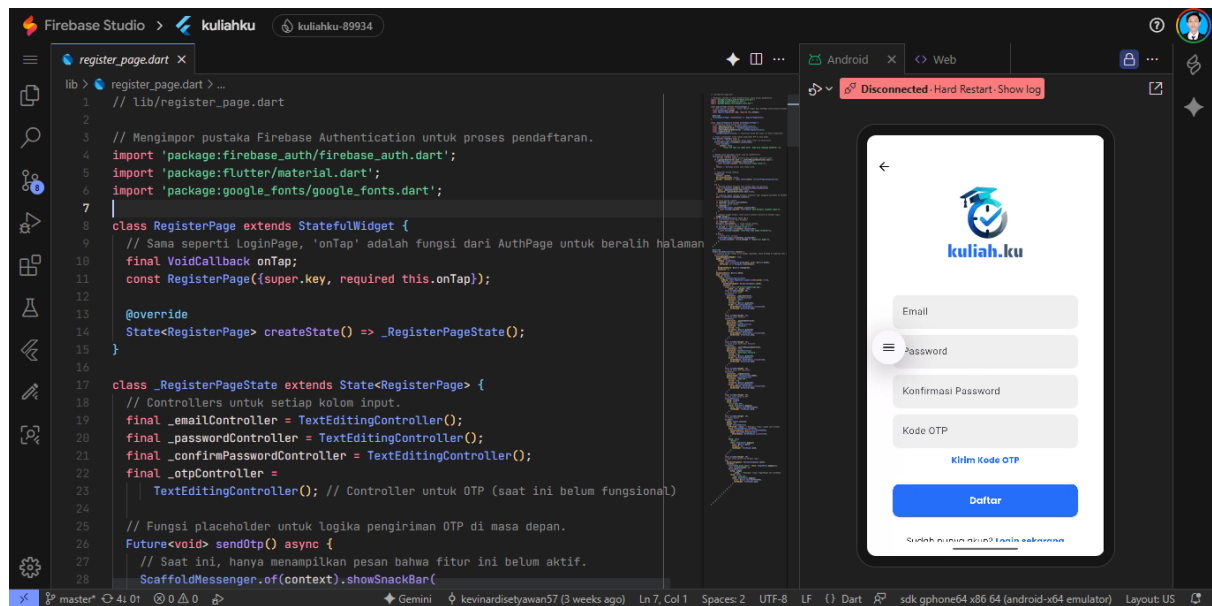 Firebase Studio > kuliahku kuliahku-89934
register_page.dart
Android Web
lib > register_page.dart > ...
Disconnected · Hard Restart · Show log
1 // lib/register_page.dart
2
3 // Mengimpor pustaka Firebase Authentication untuk proses pendaftaran.
4 import 'package:firebase_auth/firebase_auth.dart';
5 import 'package:flutter/material.dart';
6 import 'package:google_fonts/google_fonts.dart';
7
8 class RegisterPage extends StatefulWidget {
9 // Sama seperti LoginPage, 'onTap' adalah fungsi dari AuthPage untuk beralih halaman
10 final VoidCallback onTap;
11 const RegisterPage({super.key, required this.onTap});
12
13 @override
14 State<RegisterPage> createState() => _RegisterPageState();
15 }
16
17 class _RegisterPageState extends State<RegisterPage> {
18 // Controllers untuk setiap kolom input.
19 final _emailController = TextEditingController();
20 final _passwordController = TextEditingController();
21 final _confirmPasswordController = TextEditingController();
22 final _otpController =
23 TextEditingController(); // Controller untuk OTP (saat ini belum fungsional)
24
25 // Fungsi placeholder untuk logika pengiriman OTP di masa depan.
26 Future<void> sendOtp() async {
27 // Saat ini, hanya menampilkan pesan bahwa fitur ini belum aktif.
28 ScaffoldMessenger.of(context).showSnackBar(
8
kuliah.ku
Email
Password
Konfirmasi Password
Kode OTP
Kirim Kode OTP
Daftar
Sudah punya akun? Login sekarang
master* 4↓ 0↑ 0 0 Gemini kevinardisetyawan57 (3 weeks ago) Ln 7, Col 1 Spaces: 2 UTF-8 LF {} Dart sdk gphone64 x86 64 (android-x64 emulator) Layout: US